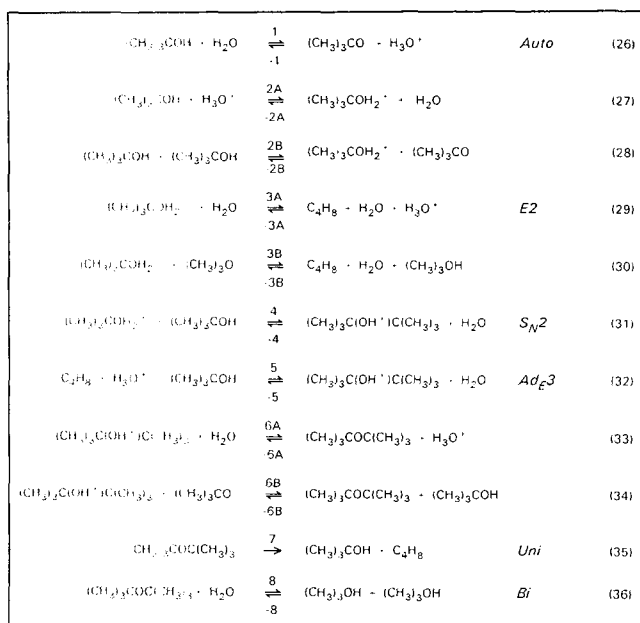 (CH₃)₃COH + H₂O 1 ⇌ -1 (CH₃)₃CO + H₃O⁺ Auto (26)
(CH₃)₃COH + H₃O⁺ 2A ⇌ -2A (CH₃)₃COH₂⁺ + H₂O (27)
(CH₃)₃COH + (CH₃)₃COH 2B ⇌ -2B (CH₃)₃COH₂⁺ + (CH₃)₃CO (28)
(CH₃)₃COH₂ + H₂O 3A ⇌ -3A C₄H₈ + H₂O + H₃O⁺ E2 (29)
(CH₃)₃COH₂ + (CH₃)₃O 3B ⇌ -3B C₄H₈ + H₂O + (CH₃)₃OH (30)
(CH₃)₃COH₂⁺ + (CH₃)₃COH 4 ⇌ -4 (CH₃)₃C(OH⁺)C(CH₃)₃ + H₂O S_N2 (31)
C₄H₈ + H₃O⁺ (CH₃)₃COH 5 ⇌ -5 (CH₃)₃C(OH⁺)C(CH₃)₃ + H₂O Ad_E3 (32)
(CH₃)₃C(OH⁺)C(CH₃)₃ + H₂O 6A ⇌ -6A (CH₃)₃COC(CH₃)₃ + H₃O⁺ (33)
(CH₃)₃C(OH⁺)C(CH₃)₃ + (CH₃)₃CO 6B ⇌ -6B (CH₃)₃COC(CH₃)₃ + (CH₃)₃COH (34)
(CH₃)₃COC(CH₃)₃ 7 → (CH₃)₃COH + C₄H₈ Uni (35)
(CH₃)₃COC(CH₃)₃ + H₂O 8 ⇌ -8 (CH₃)₃OH + (CH₃)₃OH Bi (36)